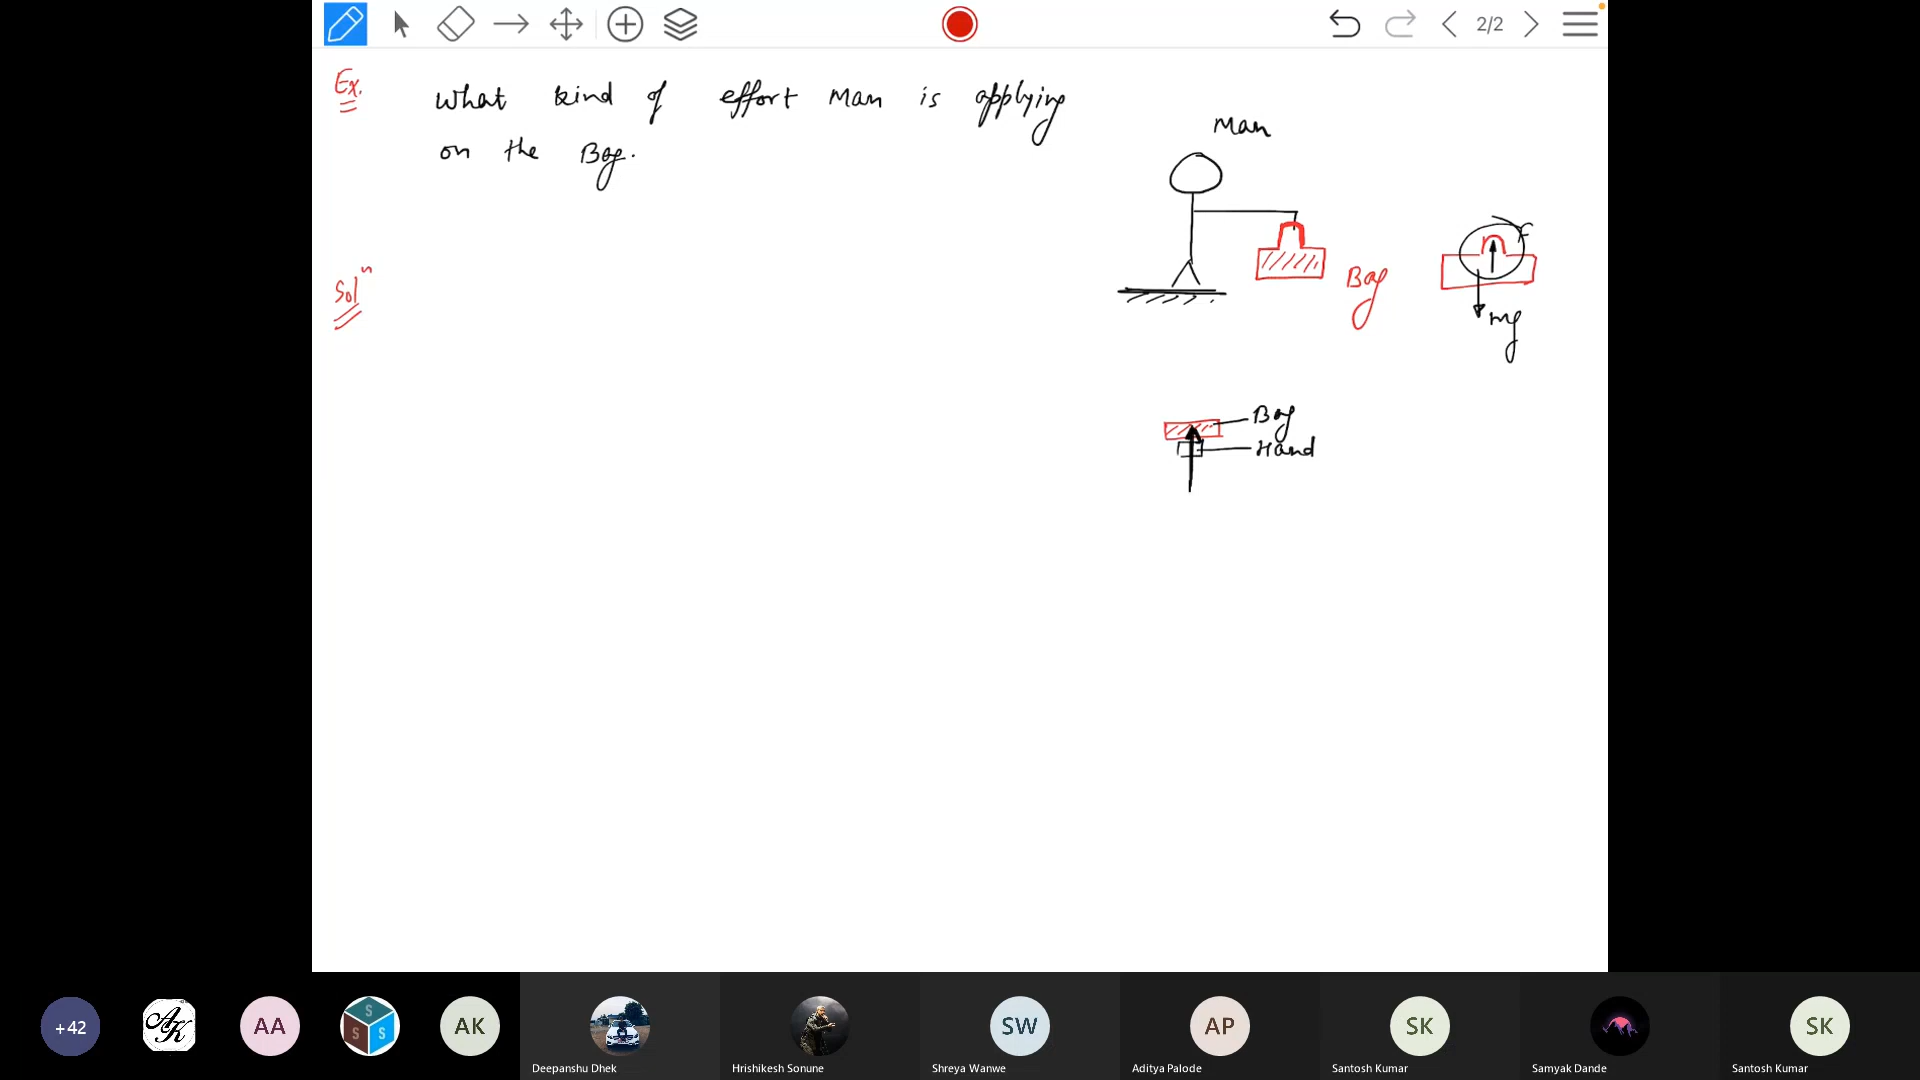 2/2
Ex. What kind of effort Man is applying
on the Bag.
Man
F
Bag
mg
Solⁿ
Bag
Hand
+42
AK
AA
S
S S
AK
SW
AP
SK
SK
Deepanshu Dhek
Hrishikesh Sonune
Shreya Wanwe
Aditya Palode
Santosh Kumar
Samyak Dande
Santosh Kumar